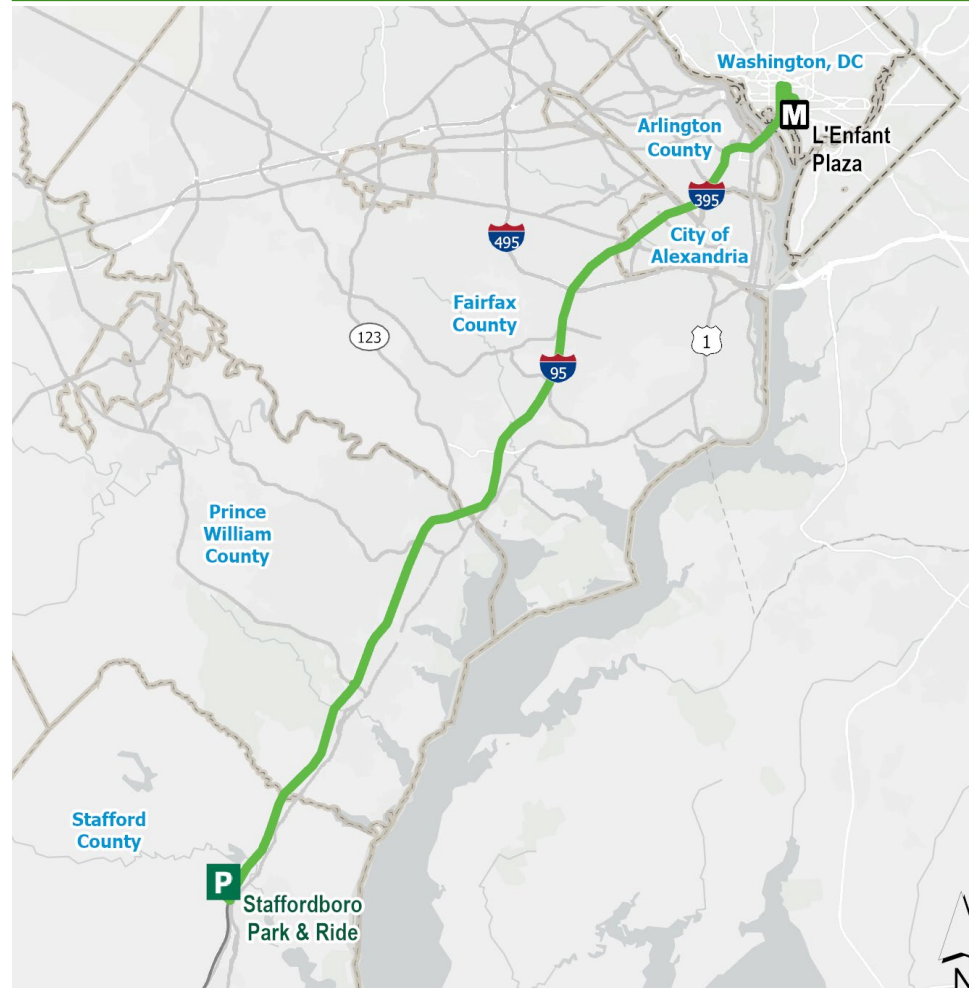 Washington, DC
M
L'Enfant
Plaza
Arlington
County
395
City of
Alexandria
495
Fairfax
County
123
1
95
Prince
William
County
Stafford
County
P
Staffordboro
Park & Ride
N